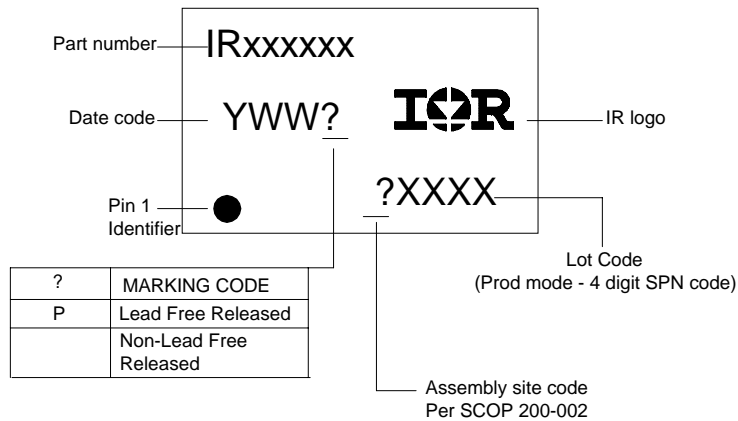 Part number
IRxxxxxx
Date code
YWW?
IOR
IR logo
Pin 1
Identifier
?XXXX
Lot Code
(Prod mode - 4 digit SPN code)
? MARKING CODE
P Lead Free Released
Non-Lead Free
Released
Assembly site code
Per SCOP 200-002